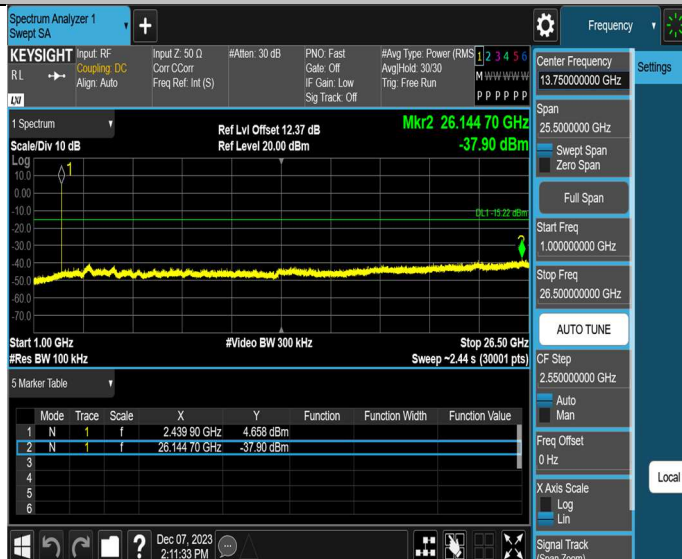 Spectrum Analyzer 1
Swept SA
+
Frequency
KEYSIGHT Input: RF
Coupling: DC
Align: Auto
RL
LXI
Input Z: 50 Ω
Corr CCorr
Freq Ref: Int (S)
#Atten: 30 dB
PNO: Fast
Gate: Off
IF Gain: Low
Sig Track: Off
#Avg Type: Power (RMS
Avg|Hold: 30/30
Trig: Free Run
1 2 3 4 5 6
M W W W W W
P P P P P P
Center Frequency
13.750000000 GHz
Settings
Span
25.5000000 GHz
Swept Span
Zero Span
Full Span
Start Freq
1.000000000 GHz
Stop Freq
26.500000000 GHz
AUTO TUNE
CF Step
2.550000000 GHz
Auto
Man
Freq Offset
0 Hz
X Axis Scale
Log
Lin
Signal Track
(Span Zoom)
Local
1 Spectrum
Scale/Div 10 dB
Ref Lvl Offset 12.37 dB
Ref Level 20.00 dBm
Mkr2 26.144 70 GHz
-37.90 dBm
Log
10.0
0.00
-10.0
-20.0
-30.0
-40.0
-50.0
-60.0
-70.0
1
DL1 -15.22 dBm
2
Start 1.00 GHz
#Res BW 100 kHz
#Video BW 300 kHz
Stop 26.50 GHz
Sweep ~2.44 s (30001 pts)
5 Marker Table
Mode Trace Scale X Y Function Function Width Function Value
1 N 1 f 2.439 90 GHz 4.658 dBm
2 N 1 f 26.144 70 GHz -37.90 dBm
3
4
5
6
?
Dec 07, 2023
2:11:33 PM